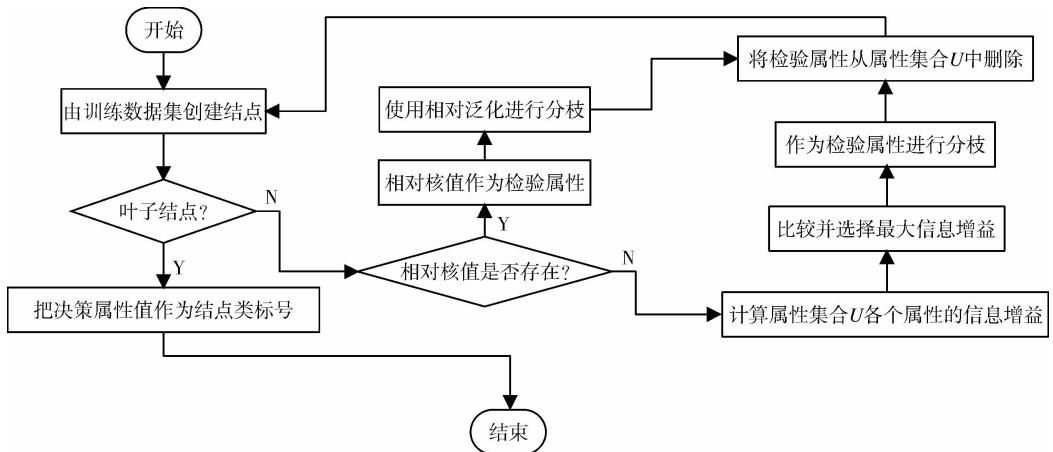 开始
由训练数据集创建结点
叶子结点?
N
Y
把决策属性值作为结点类标号
相对核值是否存在?
Y
N
相对核值作为检验属性
使用相对泛化进行分枝
计算属性集合U各个属性的信息增益
比较并选择最大信息增益
作为检验属性进行分枝
将检验属性从属性集合U中删除
结束